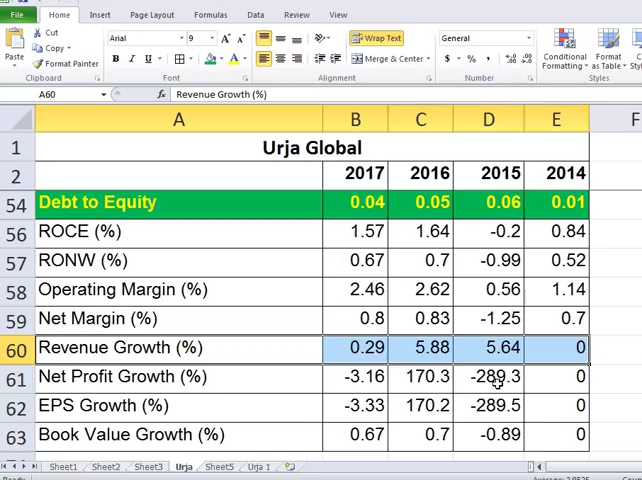 File Home Insert Page Layout Formulas Data Review View
Cut
Copy
Format Painter
Paste
Clipboard
Arial 9 A A
B I U A
Font
Wrap Text
Merge & Center
Alignment
General
$ % ,
Number
Conditional Formatting
Format as Table
Styles
A60 fx Revenue Growth (%)
A B C D E F
1 Urja Global
2 2017 2016 2015 2014
54 Debt to Equity 0.04 0.05 0.06 0.01
56 ROCE (%) 1.57 1.64 -0.2 0.84
57 RONW (%) 0.67 0.7 -0.99 0.52
58 Operating Margin (%) 2.46 2.62 0.56 1.14
59 Net Margin (%) 0.8 0.83 -1.25 0.7
60 Revenue Growth (%) 0.29 5.88 5.64 0
61 Net Profit Growth (%) -3.16 170.3 -289.3 0
62 EPS Growth (%) -3.33 170.2 -289.5 0
63 Book Value Growth (%) 0.67 0.7 -0.89 0
Sheet1 Sheet2 Sheet3 Urja Sheet5 Urja 1